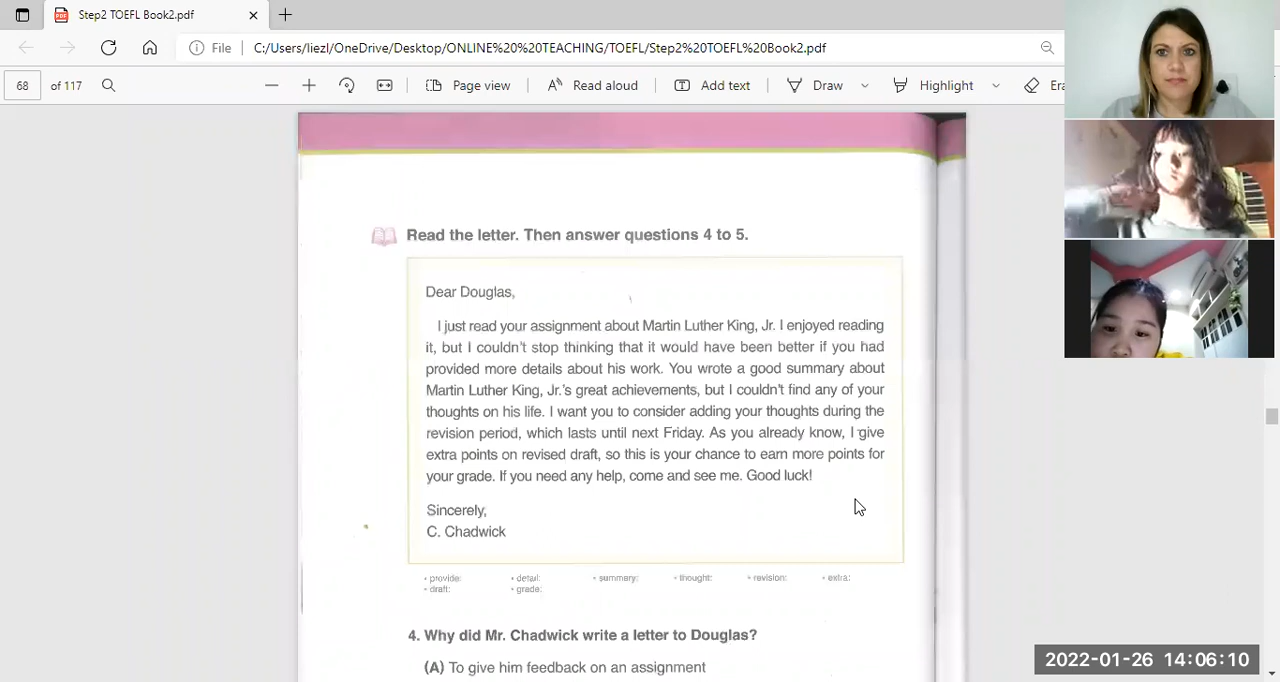 Step2 TOEFL Book2.pdf
File C:/Users/liezl/OneDrive/Desktop/ONLINE%20%20TEACHING/TOEFL/Step2%20TOEFL%20Book2.pdf
68 of 117 Page view Read aloud Add text Draw Highlight Era
Read the letter. Then answer questions 4 to 5.
Dear Douglas,
I just read your assignment about Martin Luther King, Jr. I enjoyed reading
it, but I couldn't stop thinking that it would have been better if you had
provided more details about his work. You wrote a good summary about
Martin Luther King, Jr.'s great achievements, but I couldn't find any of your
thoughts on his life. I want you to consider adding your thoughts during the
revision period, which lasts until next Friday. As you already know, I give
extra points on revised draft, so this is your chance to earn more points for
your grade. If you need any help, come and see me. Good luck!
Sincerely,
C. Chadwick
• provide: • detail: • summary: • thought: • revision: • extra:
• draft: • grade:
4. Why did Mr. Chadwick write a letter to Douglas?
(A) To give him feedback on an assignment
2022-01-26 14:06:10